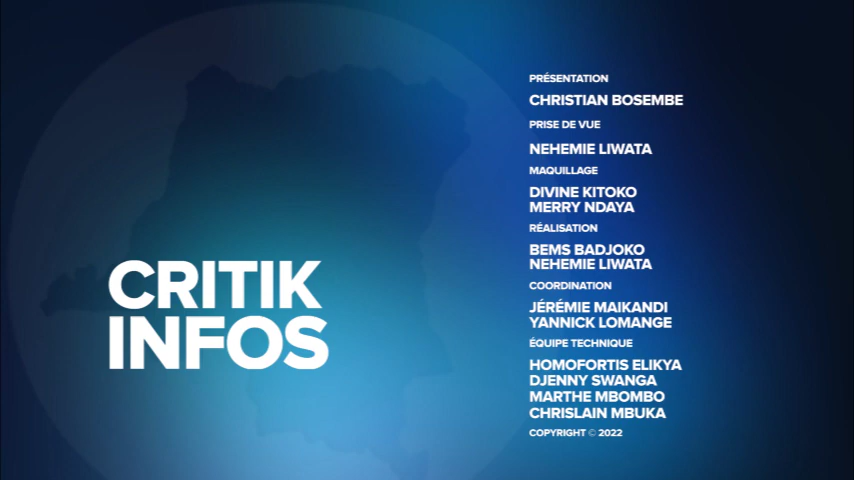 CRITIK
INFOS
PRÉSENTATION
CHRISTIAN BOSEMBE
PRISE DE VUE
NEHEMIE LIWATA
MAQUILLAGE
DIVINE KITOKO
MERRY NDAYA
RÉALISATION
BEMS BADJOKO
NEHEMIE LIWATA
COORDINATION
JÉRÉMIE MAIKANDI
YANNICK LOMANGE
ÉQUIPE TECHNIQUE
HOMOFORTIS ELIKYA
DJENNY SWANGA
MARTHE MBOMBO
CHRISLAIN MBUKA
COPYRIGHT © 2022